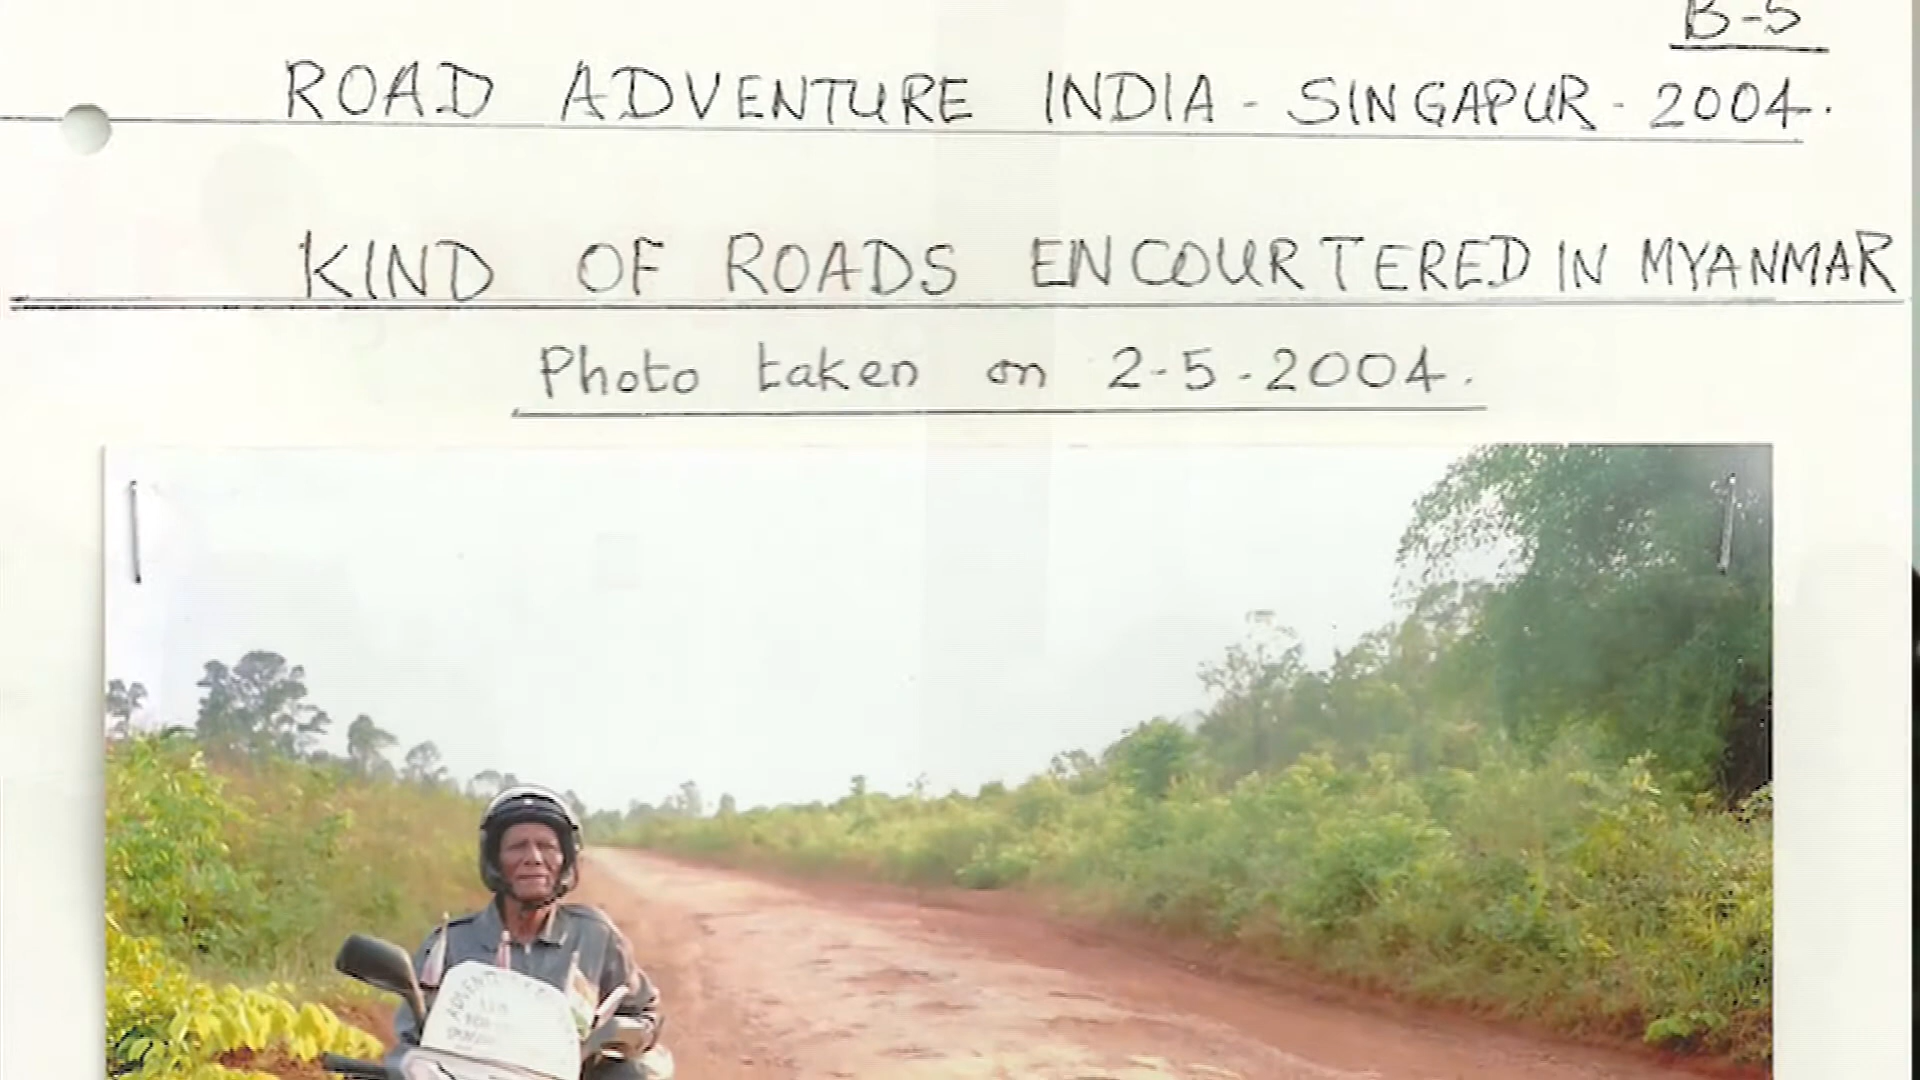 B-5
ROAD ADVENTURE INDIA - SINGAPUR - 2004.
KIND OF ROADS ENCOURTERED IN MYANMAR
Photo taken on 2-5-2004.